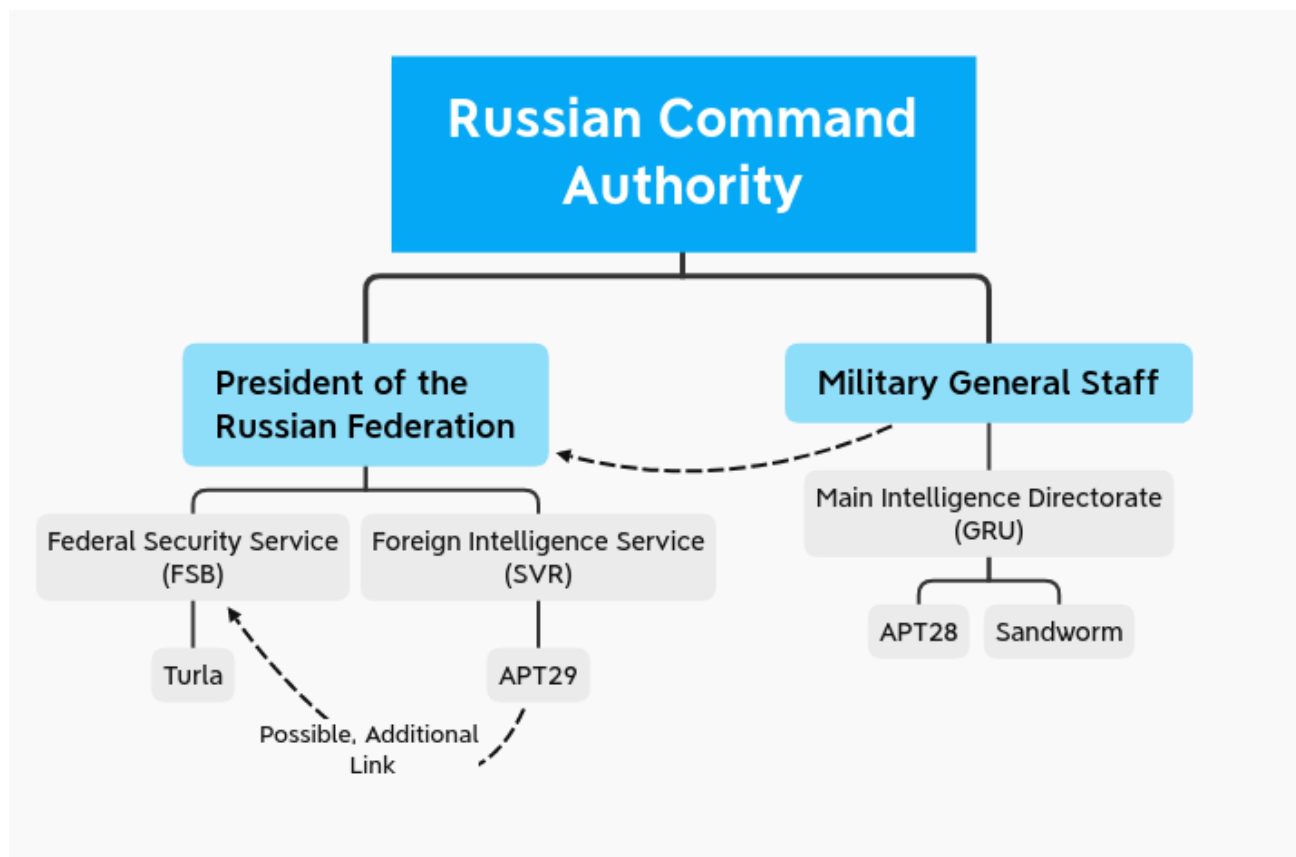 Russian Command
Authority
President of the
Russian Federation
Military General Staff
Federal Security Service
(FSB)
Foreign Intelligence Service
(SVR)
Main Intelligence Directorate
(GRU)
APT28
Sandworm
Turla
APT29
Possible, Additional
Link